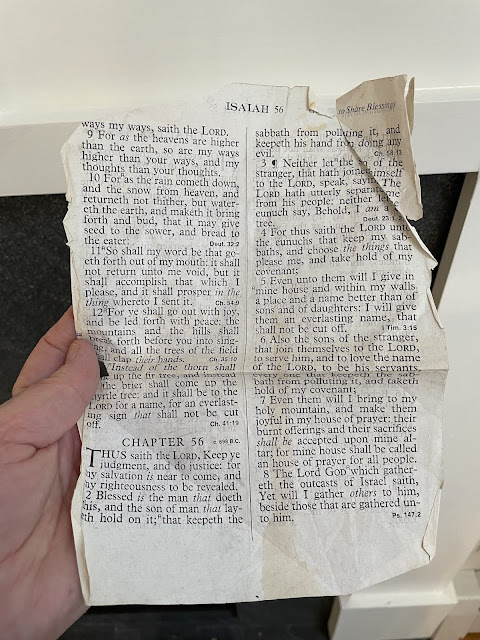 ISAIAH 56
to Share Blessings
ways my ways, saith the LORD.
9 For as the heavens are higher
than the earth, so are my ways
higher than your ways, and my
thoughts than your thoughts.
10 For as the rain cometh down,
and the snow from heaven, and
returneth not thither, but water-
eth the earth, and maketh it bring
forth and bud, that it may give
seed to the sower, and bread to
the eater:
Deut. 32:2
11 So shall my word be that go-
eth forth out of my mouth: it shall
not return unto me void, but it
shall accomplish that which I
please, and it shall prosper in the
thing whereto I sent it.
Ch. 54:9
12 For ye shall go out with joy,
and be led forth with peace: the
mountains and the hills shall
break forth before you into sing-
ing, and all the trees of the field
shall clap their hands.
Ch. 35:10
Instead of the thorn shall
up the fir tree, and instead
the brier shall come up the
myrtle tree: and it shall be to the
LORD for a name, for an everlast-
ing sign that shall not be cut
off.
Ch. 41:19
CHAPTER 56
c. 698 B.C.
THUS saith the LORD, Keep ye
judgment, and do justice: for
my salvation is near to come, and
my righteousness to be revealed.
2 Blessed is the man that doeth
this, and the son of man that lay-
eth hold on it; that keepeth the
sabbath from polluting it, and
keepeth his hand from doing any
evil.
Ch. 58:13
3 ¶ Neither let the son of the
stranger, that hath joined himself
to the LORD, speak, saying, The
LORD hath utterly separated me
from his people: neither let
eunuch say, Behold, I am a
tree.
Deut. 23:1, 2
4 For thus saith the LORD unto
the eunuchs that keep my sab-
baths, and choose the things that
please me, and take hold of my
covenant;
5 Even unto them will I give in
mine house and within my walls
a place and a name better than of
sons and of daughters: I will give
them an everlasting name, that
shall not be cut off.
I Tim. 3:15
6 Also the sons of the stranger,
that join themselves to the LORD,
to serve him, and to love the name
of the LORD, to be his servants,
every one that keepeth the sab-
bath from polluting it, and taketh
hold of my covenant;
7 Even them will I bring to my
holy mountain, and make them
joyful in my house of prayer: their
burnt offerings and their sacrifices
shall be accepted upon mine al-
tar; for mine house shall be called
an house of prayer for all people.
8 The Lord GOD which gather-
eth the outcasts of Israel saith,
Yet will I gather others to him,
beside those that are gathered un-
to him.
Ps. 147:2